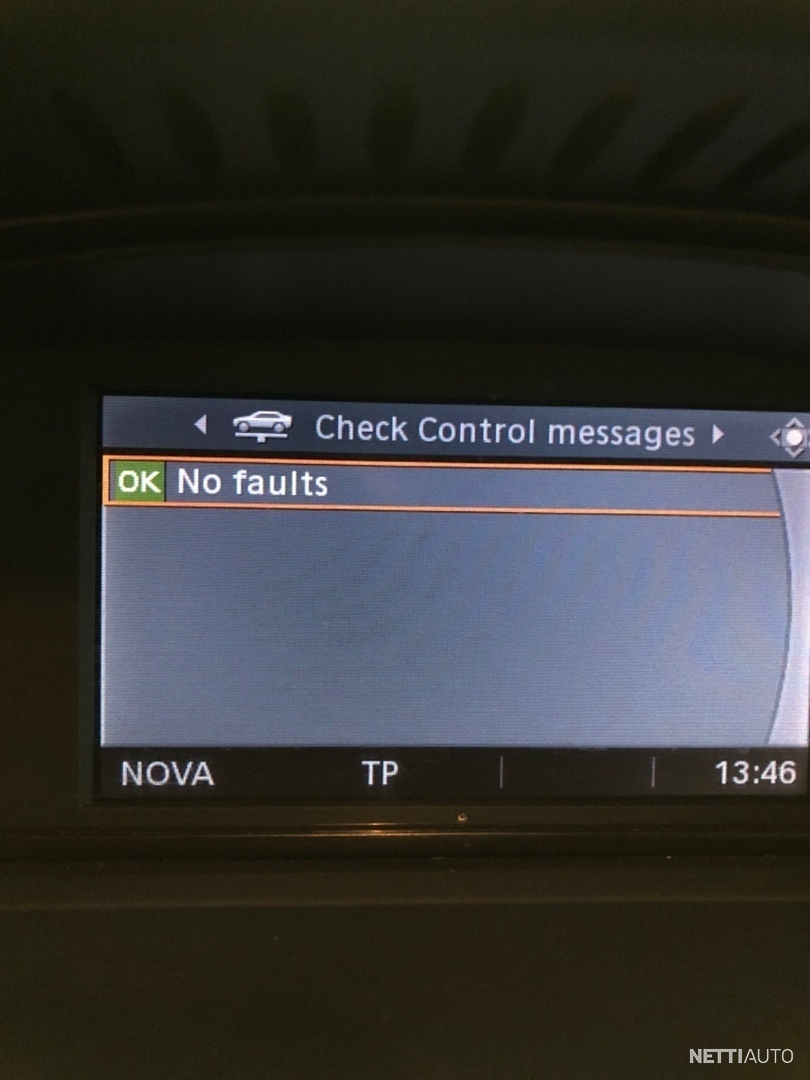 Check Control messages
OK No faults
NOVA TP 13:46
NETTIAUTO